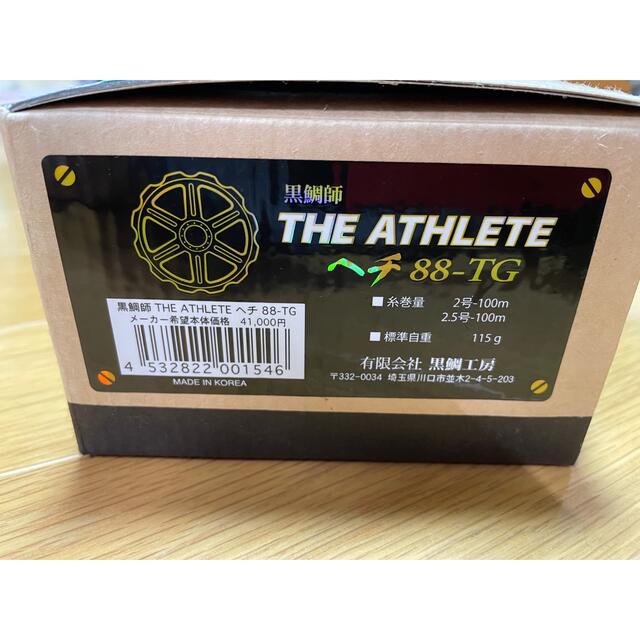 黒鯛師
THE ATHLETE
ヘチ 88-TG
■ 糸巻量 2号-100m
2.5号-100m
■ 標準自重 115g
有限会社 黒鯛工房
〒332-0034 埼玉県川口市並木2-4-5-203
黒鯛師 THE ATHLETE ヘチ 88-TG
メーカー希望本体価格 41,000円
4 532822 001546
MADE IN KOREA